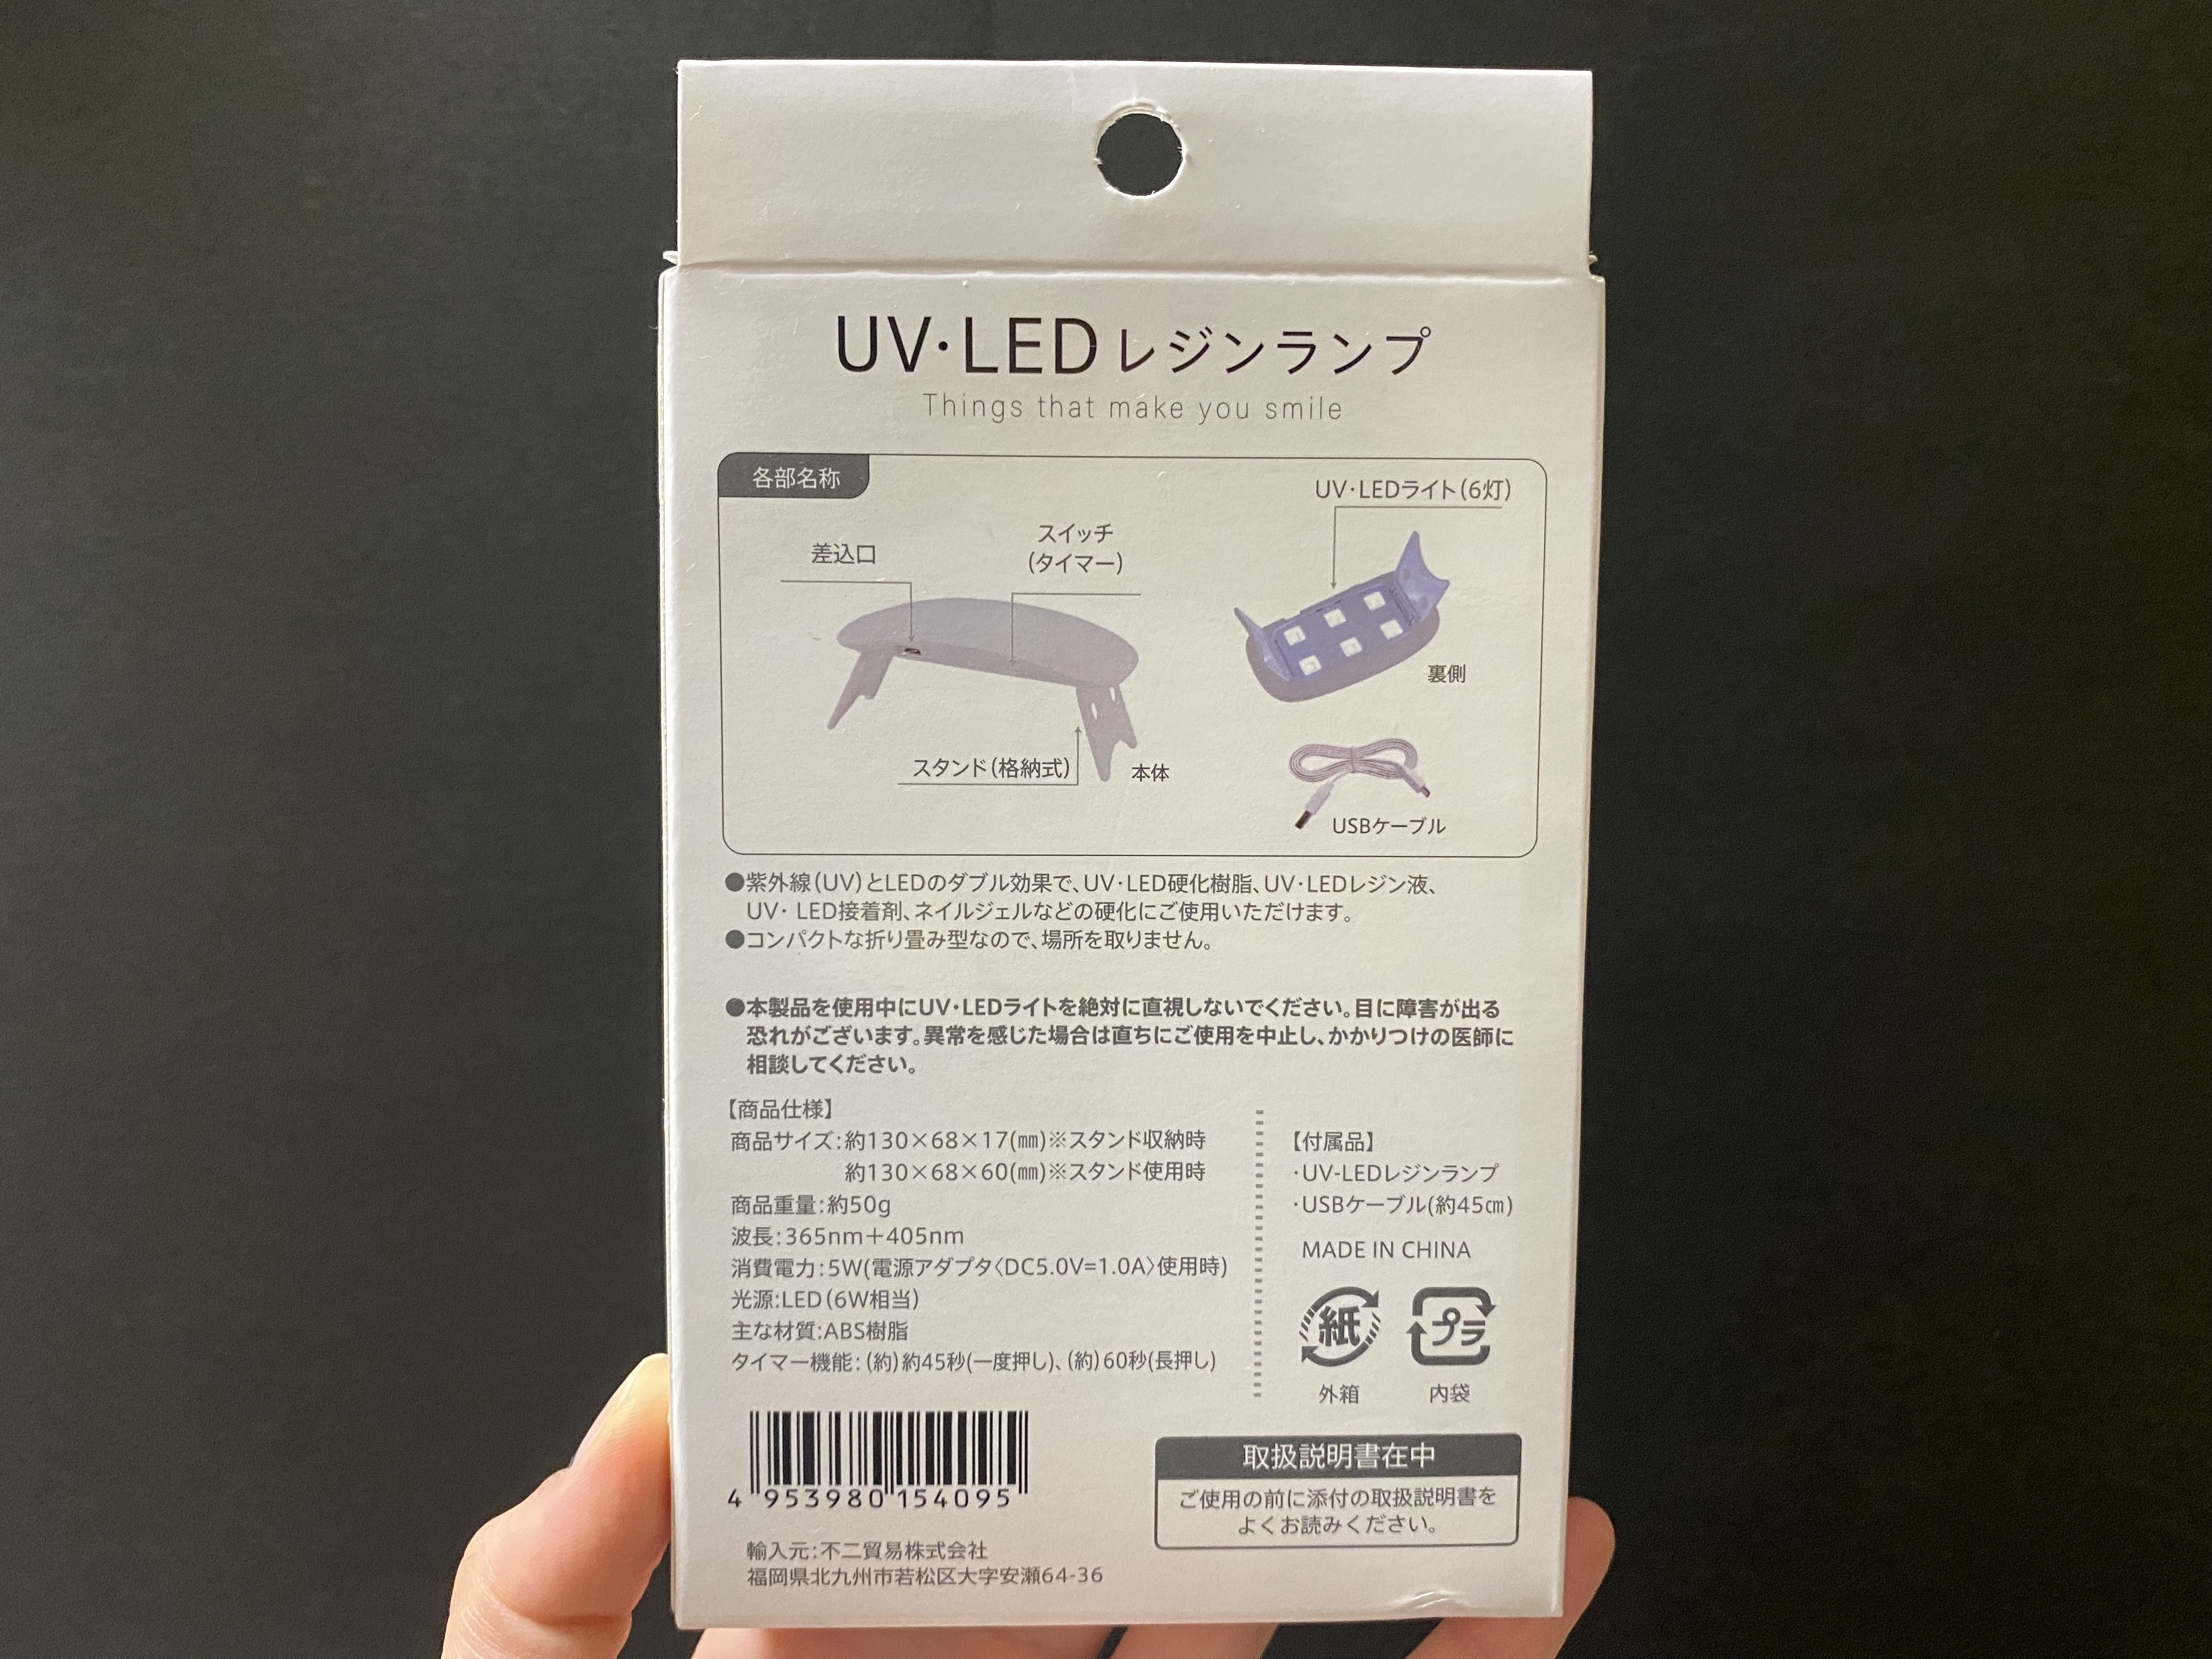 UV・LEDレジンランプ
Things that make you smile
各部名称
UV・LEDライト(6灯)
スイッチ
(タイマー)
差込口
裏側
スタンド(格納式)
本体
USBケーブル
●紫外線(UV)とLEDのダブル効果で、UV・LED硬化樹脂、UV・LEDレジン液、
UV・ LED接着剤、ネイルジェルなどの硬化にご使用いただけます。
●コンパクトな折り畳み型なので、場所を取りません。
●本製品を使用中にUV・LEDライトを絶対に直視しないでください。目に障害が出る
恐れがございます。異常を感じた場合は直ちにご使用を中止し、かかりつけの医師に
相談してください。
【商品仕様】
商品サイズ:約130×68×17(㎜)※スタンド収納時
約130×68×60(㎜)※スタンド使用時
商品重量:約50g
波長:365nm+405nm
消費電力:5W(電源アダプタ〈DC5.0V=1.0A〉使用時)
光源:LED(6W相当)
主な材質:ABS樹脂
タイマー機能:(約)約45秒(一度押し)、(約)60秒(長押し)
【付属品】
・UV-LEDレジンランプ
・USBケーブル(約45㎝)
MADE IN CHINA
紙
プラ
外箱
内袋
4 953980 154095
取扱説明書在中
ご使用の前に添付の取扱説明書を
よくお読みください。
輸入元:不二貿易株式会社
福岡県北九州市若松区大字安瀬64-36